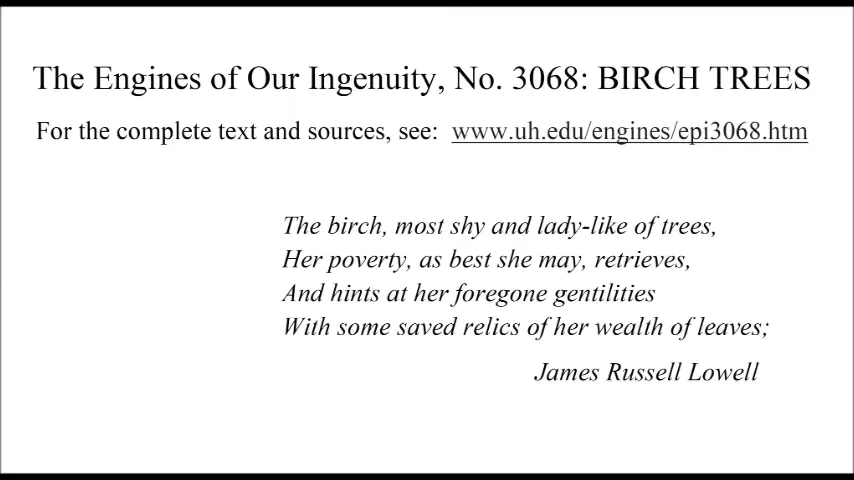 The Engines of Our Ingenuity, No. 3068: BIRCH TREES
For the complete text and sources, see: www.uh.edu/engines/epi3068.htm
The birch, most shy and lady-like of trees,
Her poverty, as best she may, retrieves,
And hints at her foregone gentilities
With some saved relics of her wealth of leaves;
James Russell Lowell